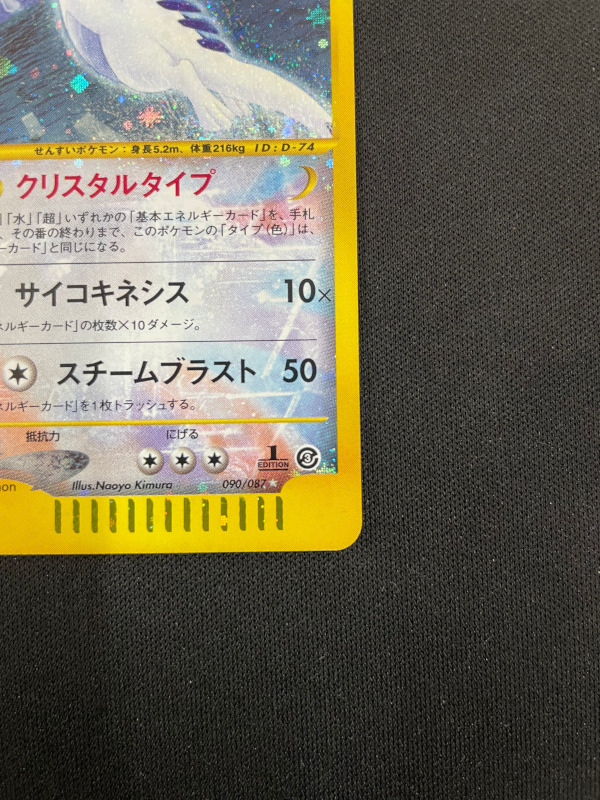 せんすいポケモン：身長5.2m、体重216kg ID:D-74
クリスタルタイプ
「水」「超」いずれかの「基本エネルギーカード」を、手札
、その番の終わりまで、このポケモンの「タイプ（色）」は、
ーカード」と同じになる。
サイコキネシス 10×
ネルギーカード」の枚数×10ダメージ。
スチームブラスト 50
ネルギーカード」を1枚トラッシュする。
抵抗力 にげる
1
EDITION
3
mon Illus.Naoyo Kimura 090/087